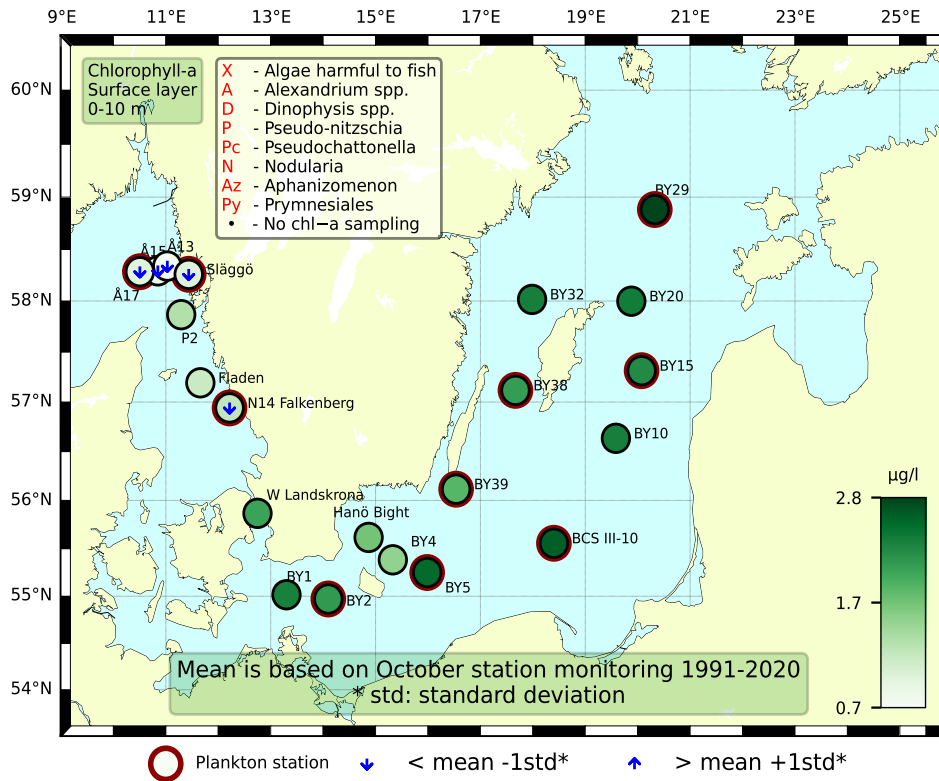 9°E 11°E 13°E 15°E 17°E 19°E 21°E 23°E 25°E
Chlorophyll-a
Surface layer
0-10 m
X - Algae harmful to fish
A - Alexandrium spp.
D - Dinophysis spp.
P - Pseudo-nitzschia
Pc - Pseudochattonella
N - Nodularia
Az - Aphanizomenon
Py - Prymnesiales
• - No chl−a sampling
60°N
59°N
BY29
Å15 Å13
Släggö
Å17
58°N
BY32
BY20
P2
BY15
Fladen
BY38
57°N
N14 Falkenberg
BY10
BY39
µg/l
W Landskrona
56°N
2.8
Hanö Bight
BCS III-10
BY4
BY1
BY5
1.7
55°N
BY2
Mean is based on October station monitoring 1991-2020
* std: standard deviation
54°N
0.7
Plankton station
< mean -1std*
> mean +1std*